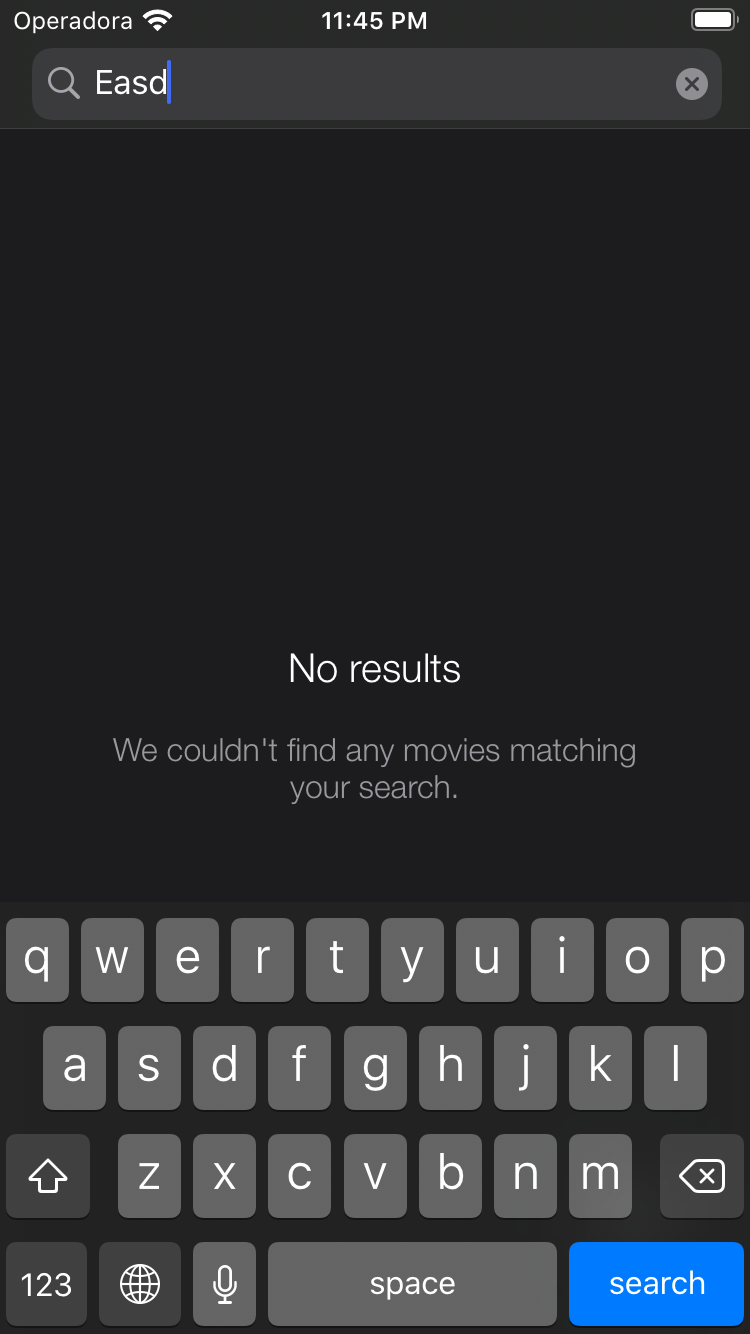 Operadora 11:45 PM
Easd
No results
We couldn't find any movies matching
your search.
q w e r t y u i o p
a s d f g h j k l
z x c v b n m
123 space search